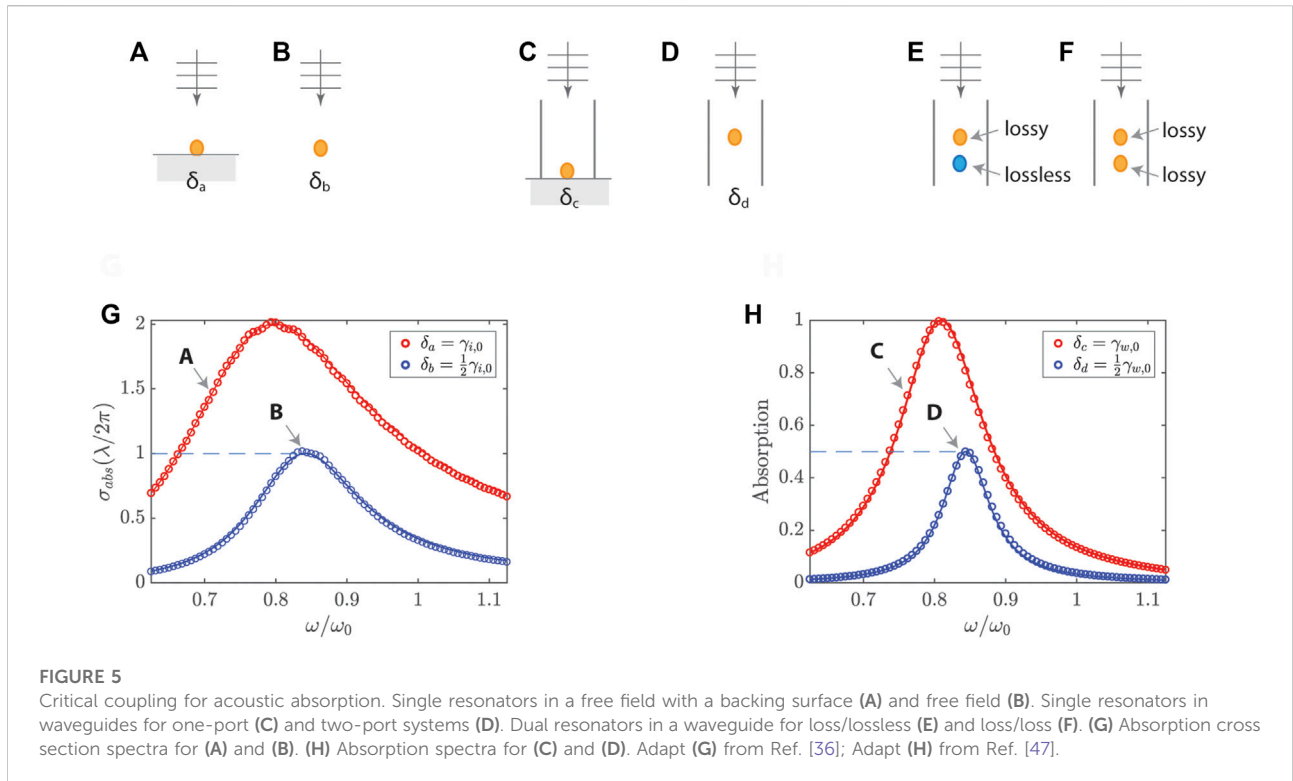 A
B
C
D
E
F
δa
δb
δc
δd
lossy
lossless
lossy
lossy
G
H
G
H
2
1.5
1
0.5
0
0.7
0.8
0.9
1
1.1
σabs(λ/2π)
ω/ω0
δa = γi,0
δb = ½γi,0
A
B
1
0.8
0.6
0.4
0.2
0
0.7
0.8
0.9
1
1.1
Absorption
ω/ω0
δc = γw,0
δd = ½γw,0
C
D
FIGURE 5
Critical coupling for acoustic absorption. Single resonators in a free field with a backing surface (A) and free field (B). Single resonators in
waveguides for one-port (C) and two-port systems (D). Dual resonators in a waveguide for loss/lossless (E) and loss/loss (F). (G) Absorption cross
section spectra for (A) and (B). (H) Absorption spectra for (C) and (D). Adapt (G) from Ref. [36]; Adapt (H) from Ref. [47].